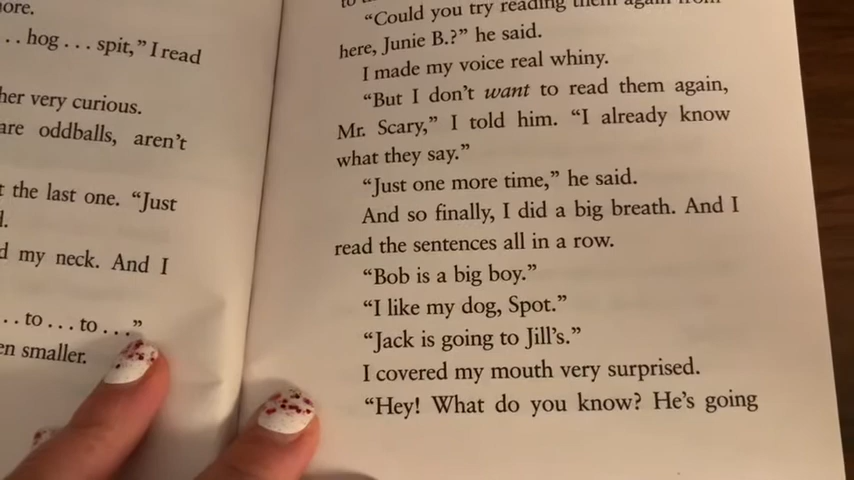 ore.
. . hog . . . spit,” I read
her very curious.
are oddballs, aren’t
t the last one. “Just
d.
d my neck. And I
. . to . . . to . . .”
en smaller.
“Could you try reading them again from
here, Junie B.?” he said.
I made my voice real whiny.
“But I don’t want to read them again,
Mr. Scary,” I told him. “I already know
what they say.”
“Just one more time,” he said.
And so finally, I did a big breath. And I
read the sentences all in a row.
“Bob is a big boy.”
“I like my dog, Spot.”
“Jack is going to Jill’s.”
I covered my mouth very surprised.
“Hey! What do you know? He’s going